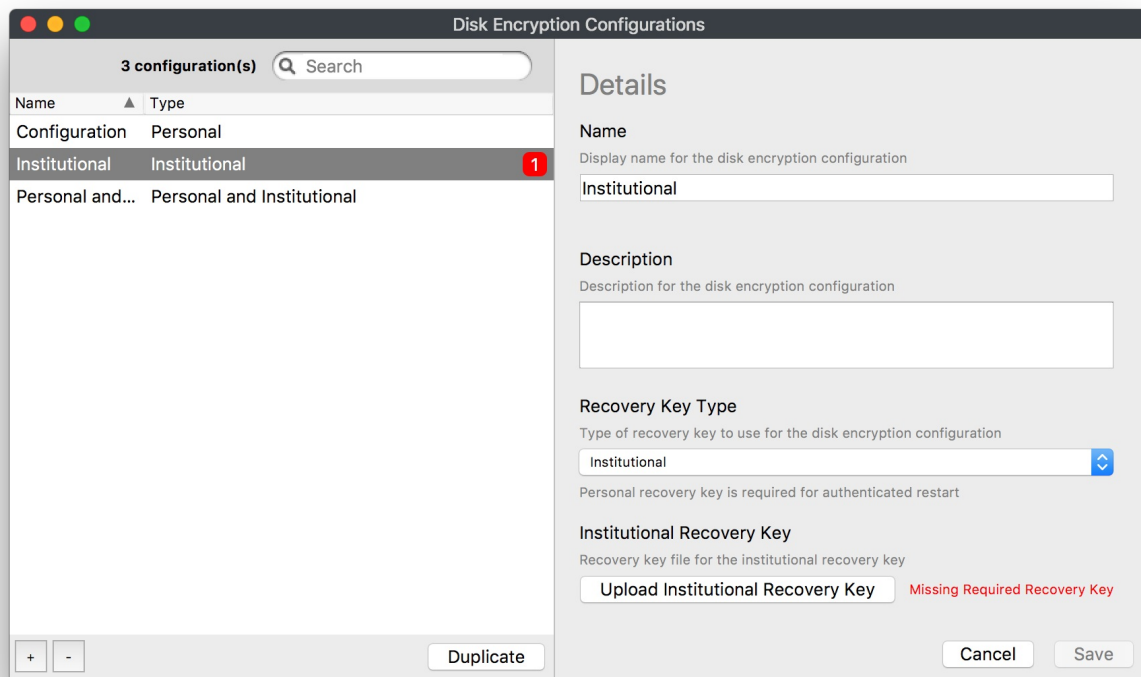 Disk Encryption Configurations
3 configuration(s) Search
Name Type
Configuration Personal
Institutional Institutional 1
Personal and... Personal and Institutional
+ - Duplicate
Details
Name
Display name for the disk encryption configuration
Institutional
Description
Description for the disk encryption configuration
Recovery Key Type
Type of recovery key to use for the disk encryption configuration
Institutional
Personal recovery key is required for authenticated restart
Institutional Recovery Key
Recovery key file for the institutional recovery key
Upload Institutional Recovery Key Missing Required Recovery Key
Cancel Save